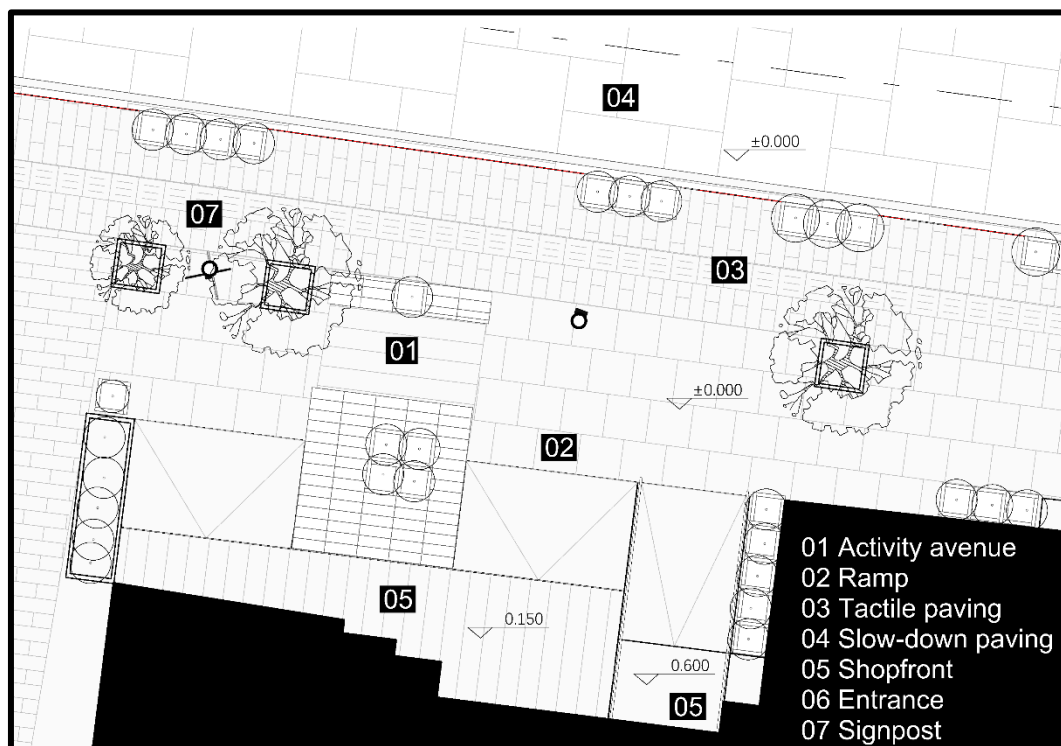 04
±0.000
07
03
01
±0.000
02
05
0.150
0.600
05
01 Activity avenue
02 Ramp
03 Tactile paving
04 Slow-down paving
05 Shopfront
06 Entrance
07 Signpost